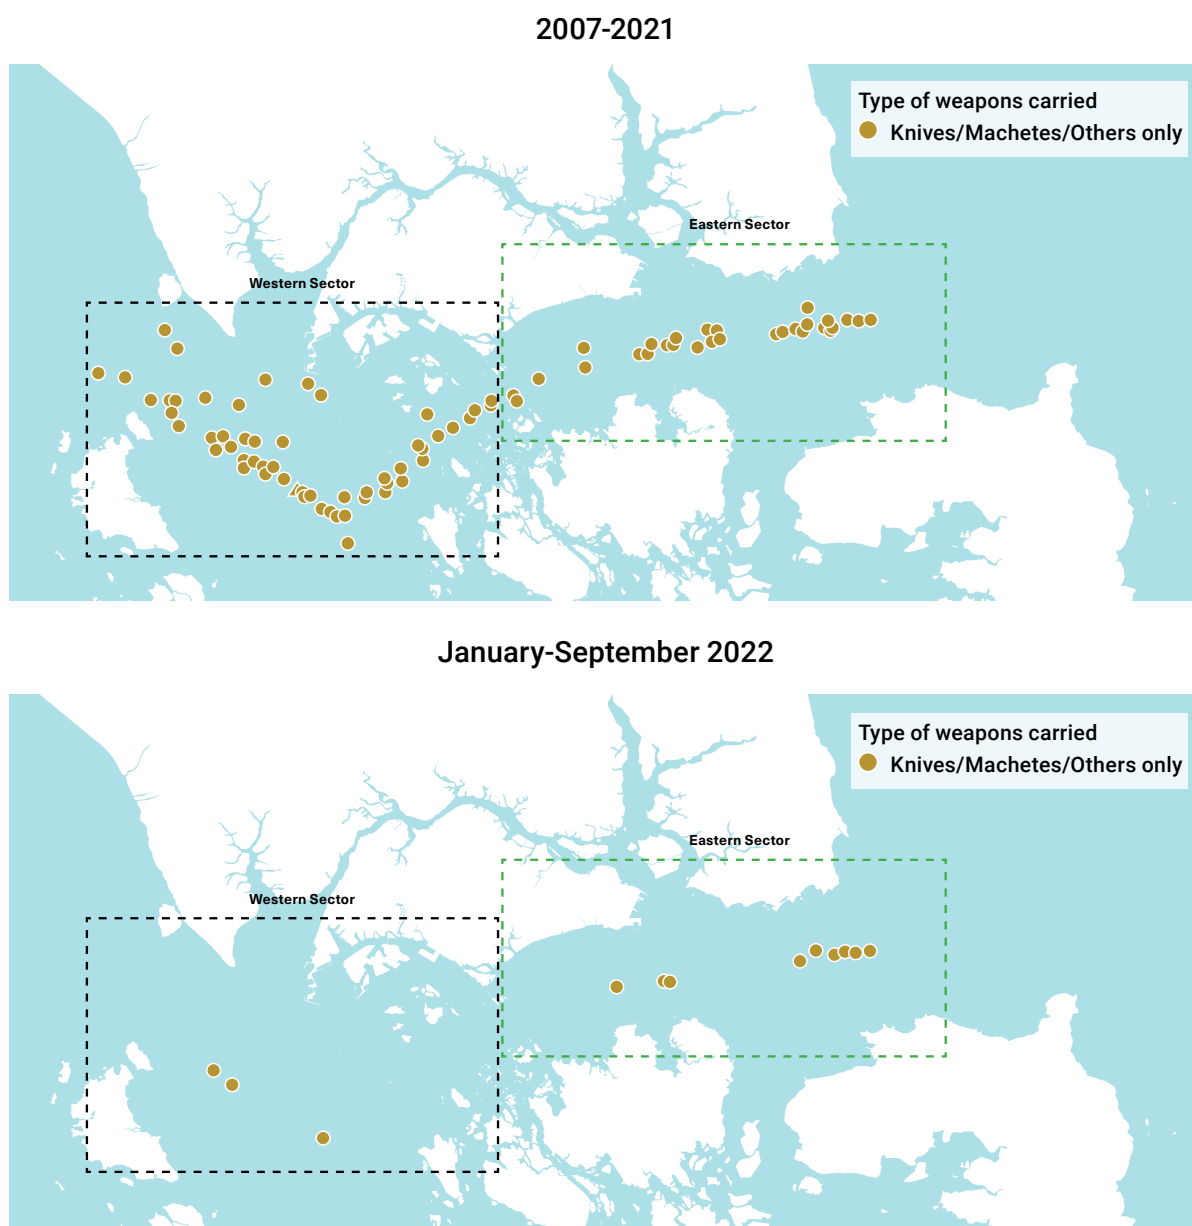 2007-2021
Type of weapons carried
Knives/Machetes/Others only
Eastern Sector
Western Sector
January-September 2022
Type of weapons carried
Knives/Machetes/Others only
Eastern Sector
Western Sector